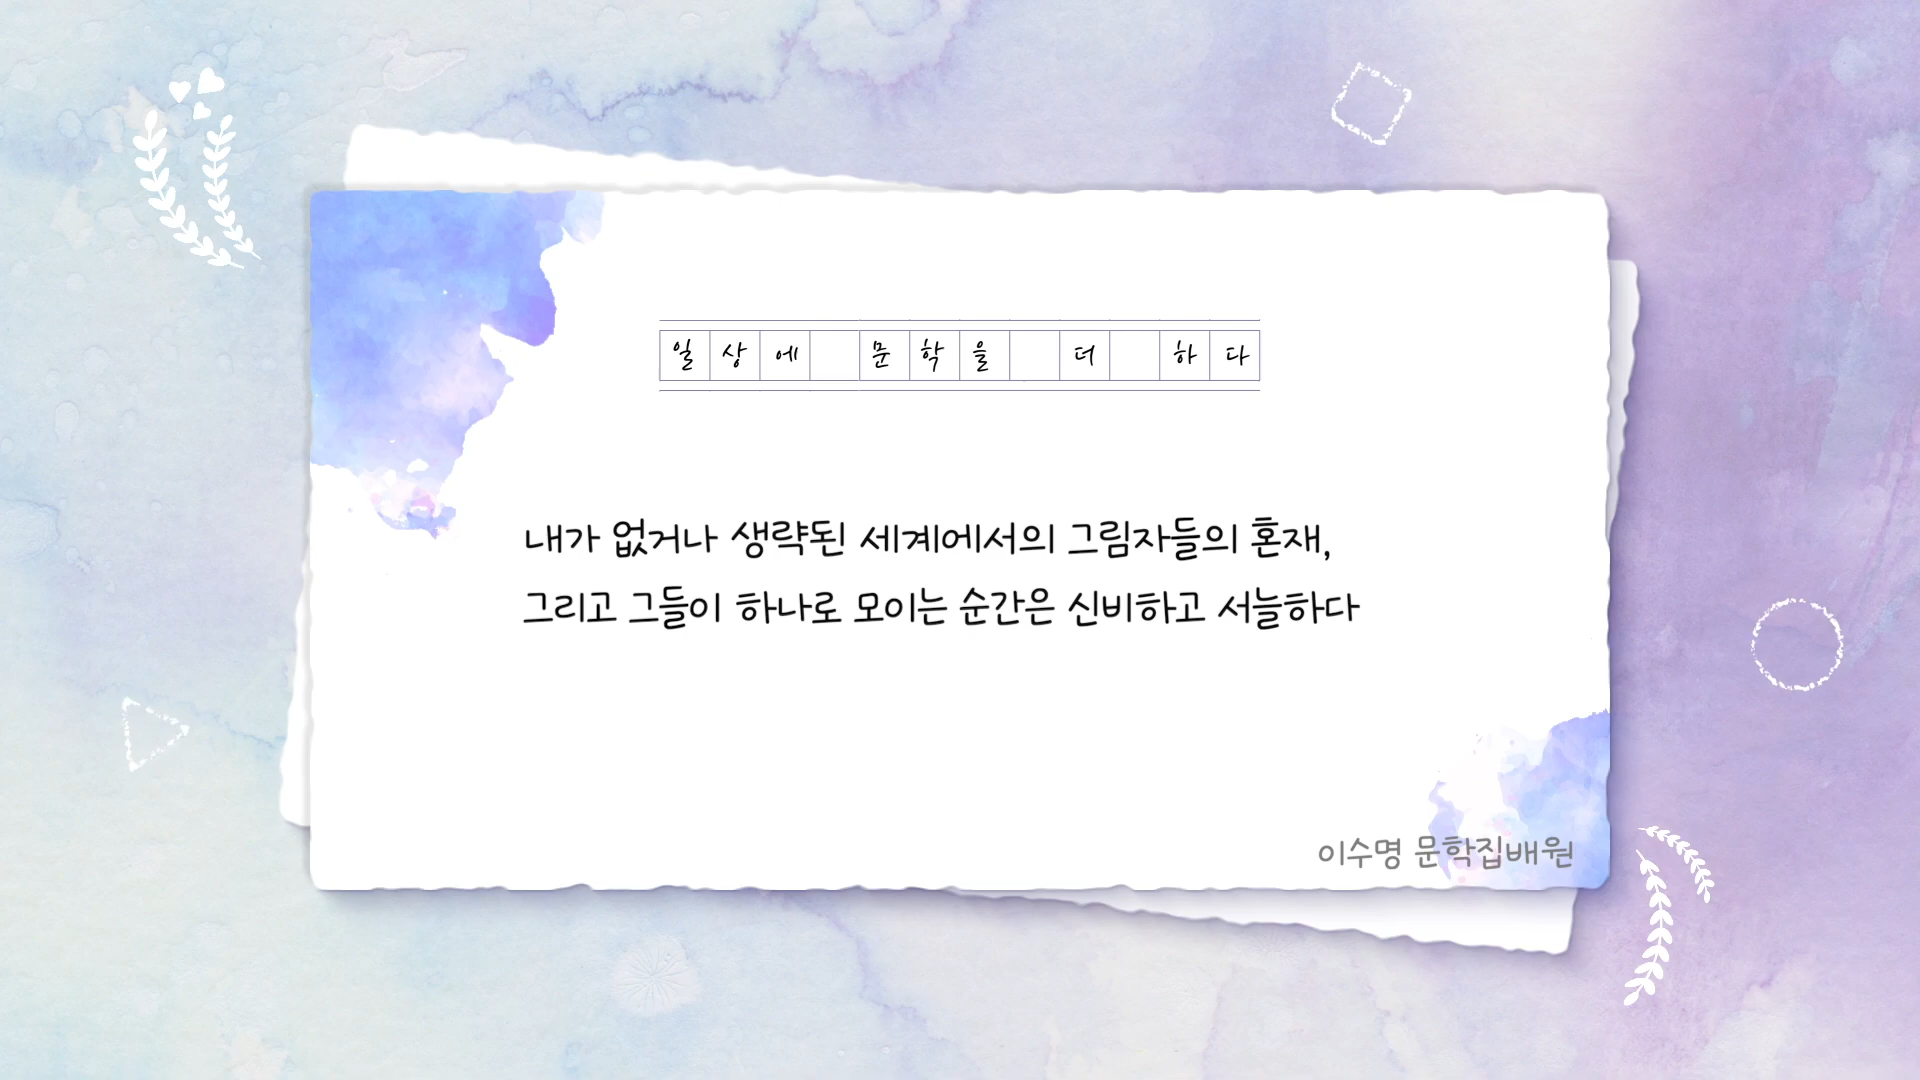 일상에 문학을 더 하다
내가 없거나 생략된 세계에서의 그림자들의 혼재,
그리고 그들이 하나로 모이는 순간은 신비하고 서늘하다
이수명 문학집배원